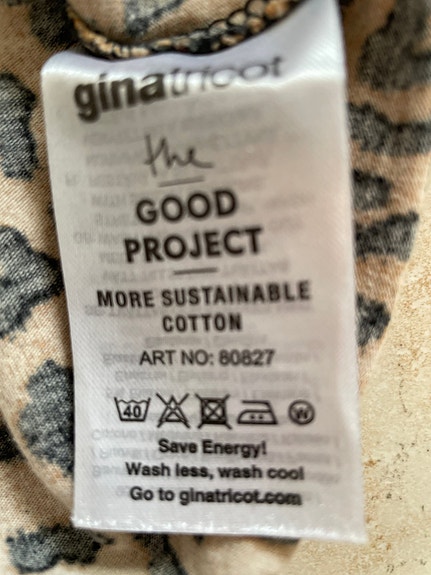 ginatricot
the
GOOD
PROJECT
MORE SUSTAINABLE
COTTON
ART NO: 80827
40 W
Save Energy!
Wash less, wash cool
Go to ginatricot.com